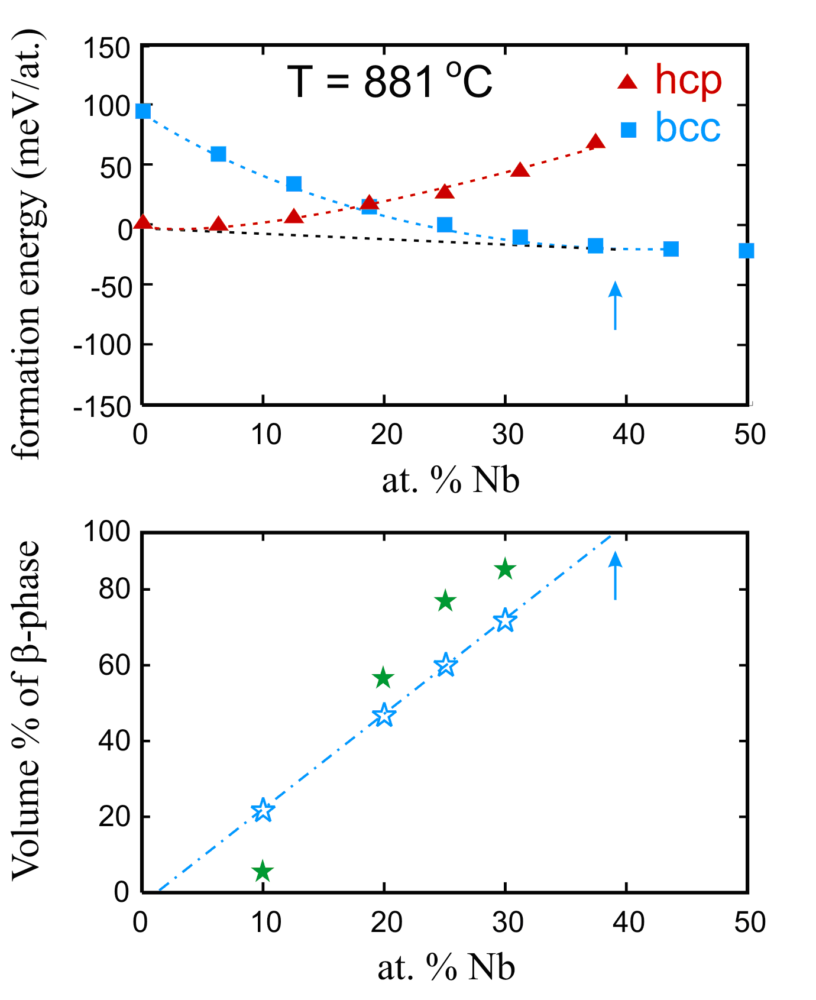 formation energy (meV/at.)
150
100
50
0
-50
-100
-150
T = 881 °C
hcp
bcc
0 10 20 30 40 50
at. % Nb
Volume % of β-phase
100
80
60
40
20
0
0 10 20 30 40 50
at. % Nb